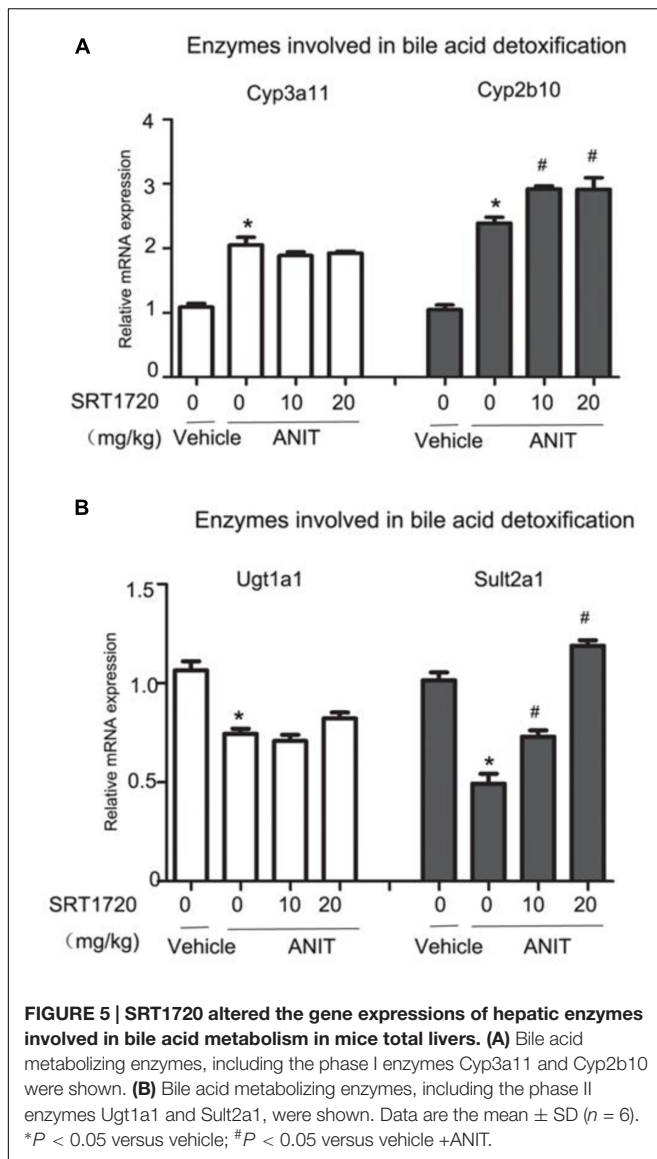 A
Enzymes involved in bile acid detoxification
Cyp3a11 Cyp2b10
Relative mRNA expression
4
3
2
1
0
* * # #
SRT1720 0 0 10 20 0 0 10 20
(mg/kg) Vehicle ANIT Vehicle ANIT
B
Enzymes involved in bile acid detoxification
Ugt1a1 Sult2a1
Relative mRNA expression
1.5
1.0
0.5
0
* * # #
SRT1720 0 0 10 20 0 0 10 20
(mg/kg) Vehicle ANIT Vehicle ANIT
FIGURE 5 | SRT1720 altered the gene expressions of hepatic enzymes
involved in bile acid metabolism in mice total livers. (A) Bile acid
metabolizing enzymes, including the phase I enzymes Cyp3a11 and Cyp2b10
were shown. (B) Bile acid metabolizing enzymes, including the phase II
enzymes Ugt1a1 and Sult2a1, were shown. Data are the mean ± SD (n = 6).
*P < 0.05 versus vehicle; #P < 0.05 versus vehicle +ANIT.